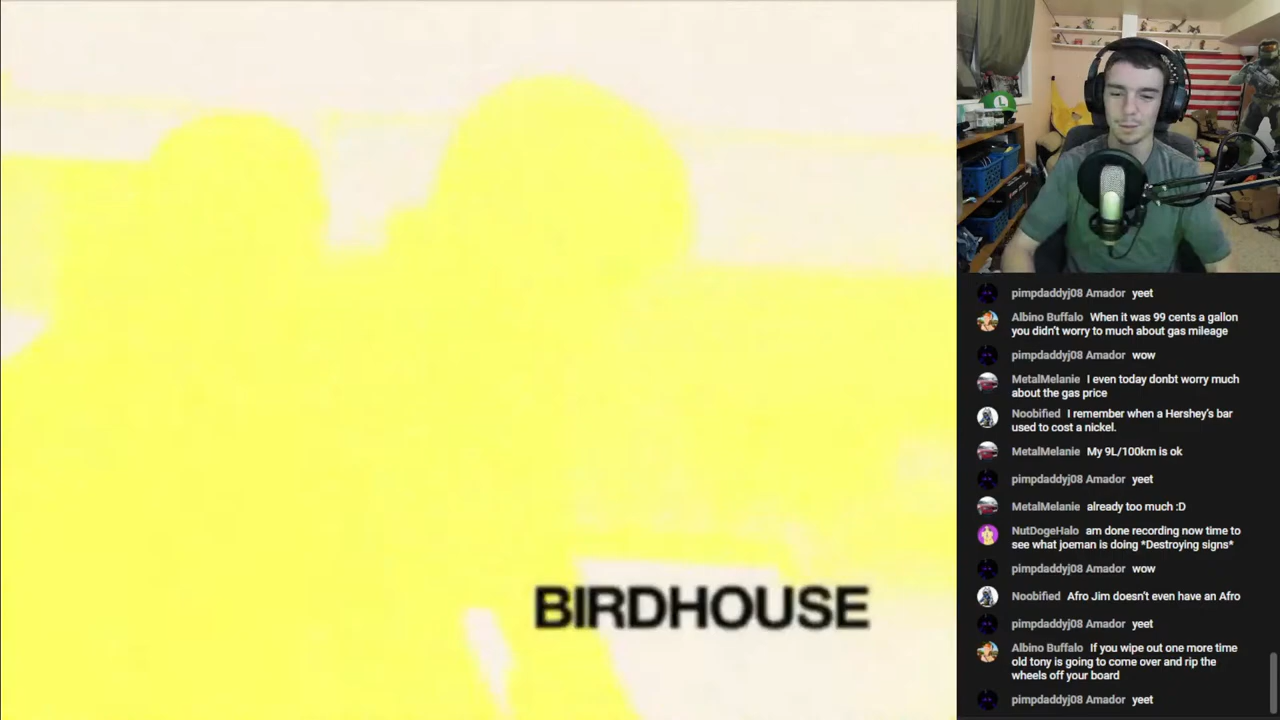 BIRDHOUSE
L
pimpdaddyj08 Amador yeet
Albino Buffalo When it was 99 cents a gallon
you didn't worry to much about gas mileage
pimpdaddyj08 Amador wow
MetalMelanie I even today donbt worry much
about the gas price
Noobified I remember when a Hershey's bar
used to cost a nickel.
MetalMelanie My 9L/100km is ok
pimpdaddyj08 Amador yeet
MetalMelanie already too much :D
NutDogeHalo am done recording now time to
see what joeman is doing *Destroying signs*
pimpdaddyj08 Amador wow
Noobified Afro Jim doesn't even have an Afro
pimpdaddyj08 Amador yeet
Albino Buffalo If you wipe out one more time
old tony is going to come over and rip the
wheels off your board
pimpdaddyj08 Amador yeet